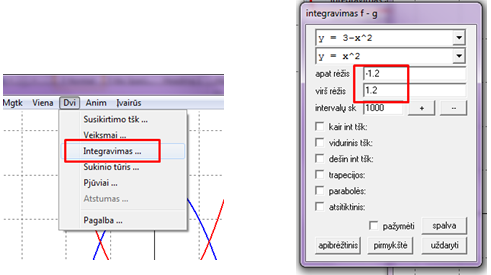 Mgtk Viena Dvi Anim Įvairūs
Susikirtimo tšk ...
Veiksmai ...
Integravimas ...
Sukinio tūris ...
Pjūviai ...
Atstumas ...
Pagalba ...
integravimas f - g
y = 3-x^2
y = x^2
apat rėžis -1.2
virš rėžis 1.2
intervalų sk 1000 + --
kair int tšk:
vidurinis tšk:
dešin int tšk:
trapecijos:
parabolės:
atsitiktinis:
pažymėti spalva
apibrėžtinis pirmykštė uždaryti